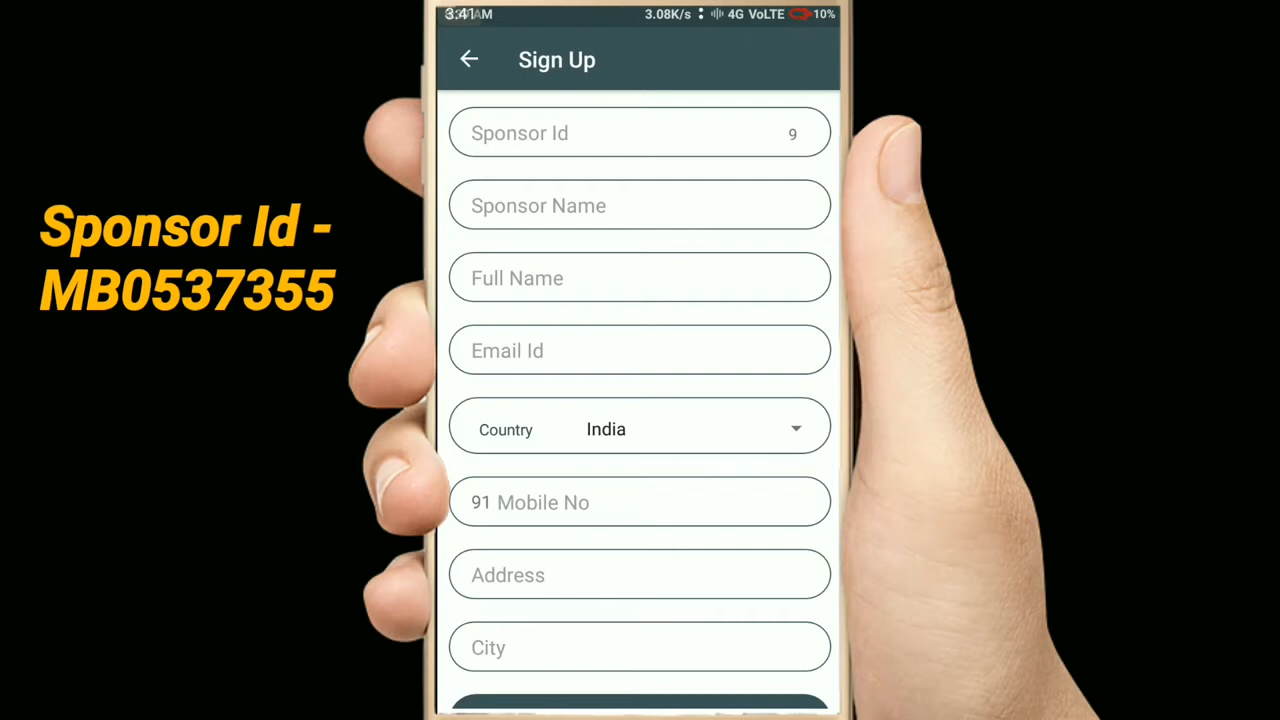 3:41 AM 3.08K/s 4G VoLTE 10%
Sign Up
Sponsor Id 9
Sponsor Name
Sponsor Id -
MB0537355
Full Name
Email Id
Country India
91 Mobile No
Address
City